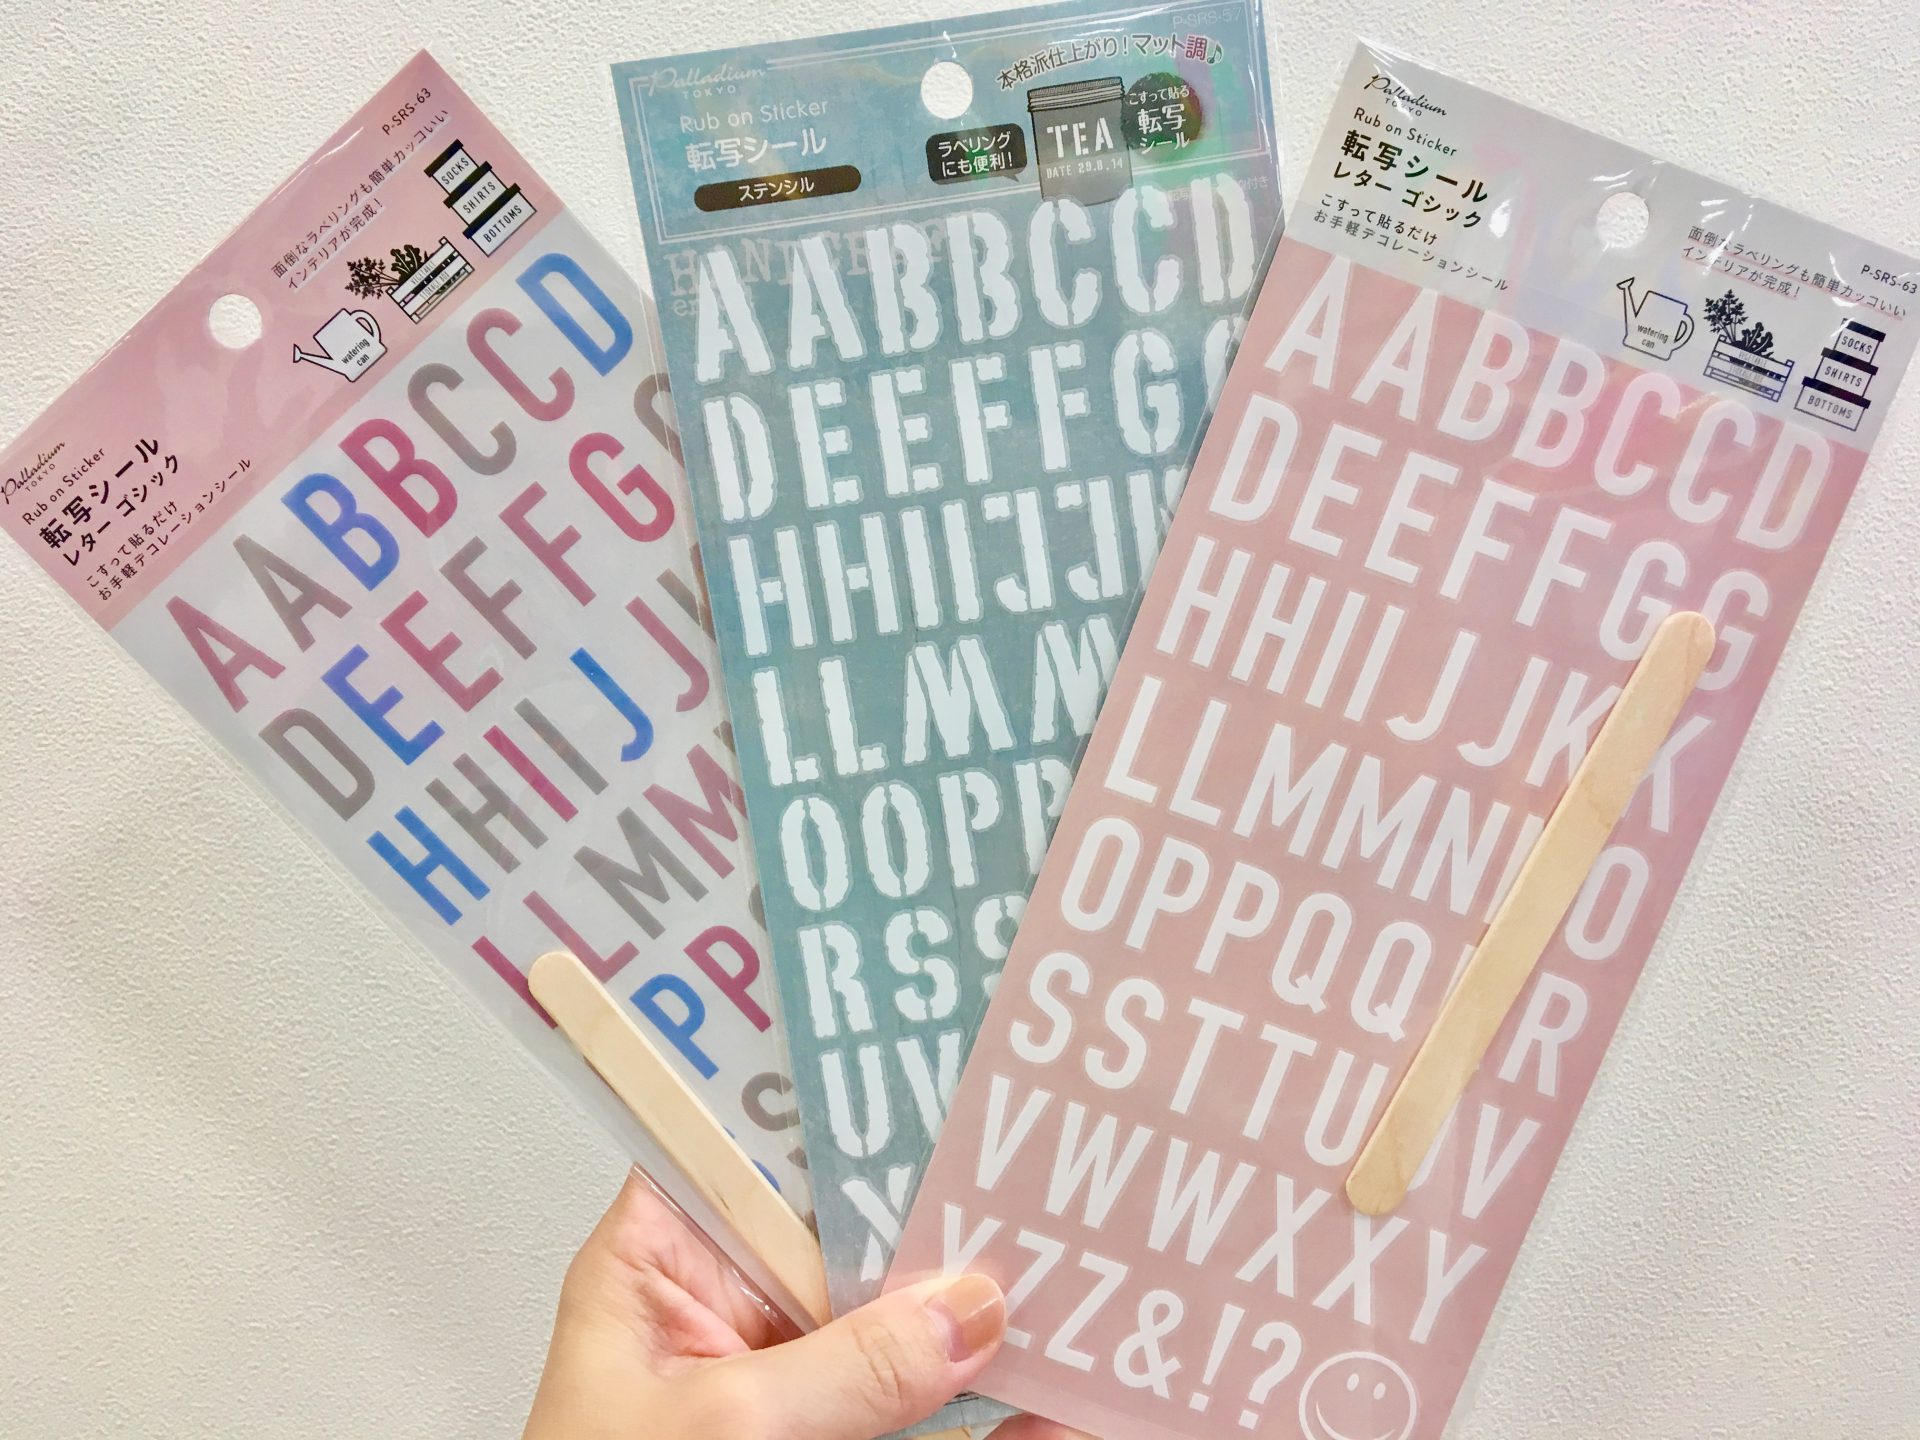 P-SRS-63
面倒なラベリングも簡単カッコいい
インテリアが完成!
SOCKS
SHIRTS
BOTTOMS
watering
can
Palladium
TOKYO
Rub on Sticker
転写シール
レター ゴシック
こすって貼るだけ
お手軽デコレーションシール
AABBCCD
DEEFFG
HHIIJJ
LLMM
PP
S
P-SRS-57
Palladium
TOKYO
Rub on Sticker
転写シール
ステンシル
本格派仕上がり!マット調♪
ラベリング
にも便利!
TEA
DATE 29.8.14
こすって貼る
転写
シール
AABBCCD
DEEFFGG
HHIIJJ
LLMM
OOPP
RSS
UV
Palladium
TOKYO
Rub on Sticker
転写シール
レター ゴシック
こすって貼るだけ
お手軽デコレーションシール
面倒なラベリングも簡単カッコいい
インテリアが完成!
P-SRS-63
watering
can
SOCKS
SHIRTS
BOTTOMS
AABBCCD
DEEFFGG
HHIIJJKK
LLMMNN
OOPPQQR
SSTTUU
VVWWXXY
YZZ&!?